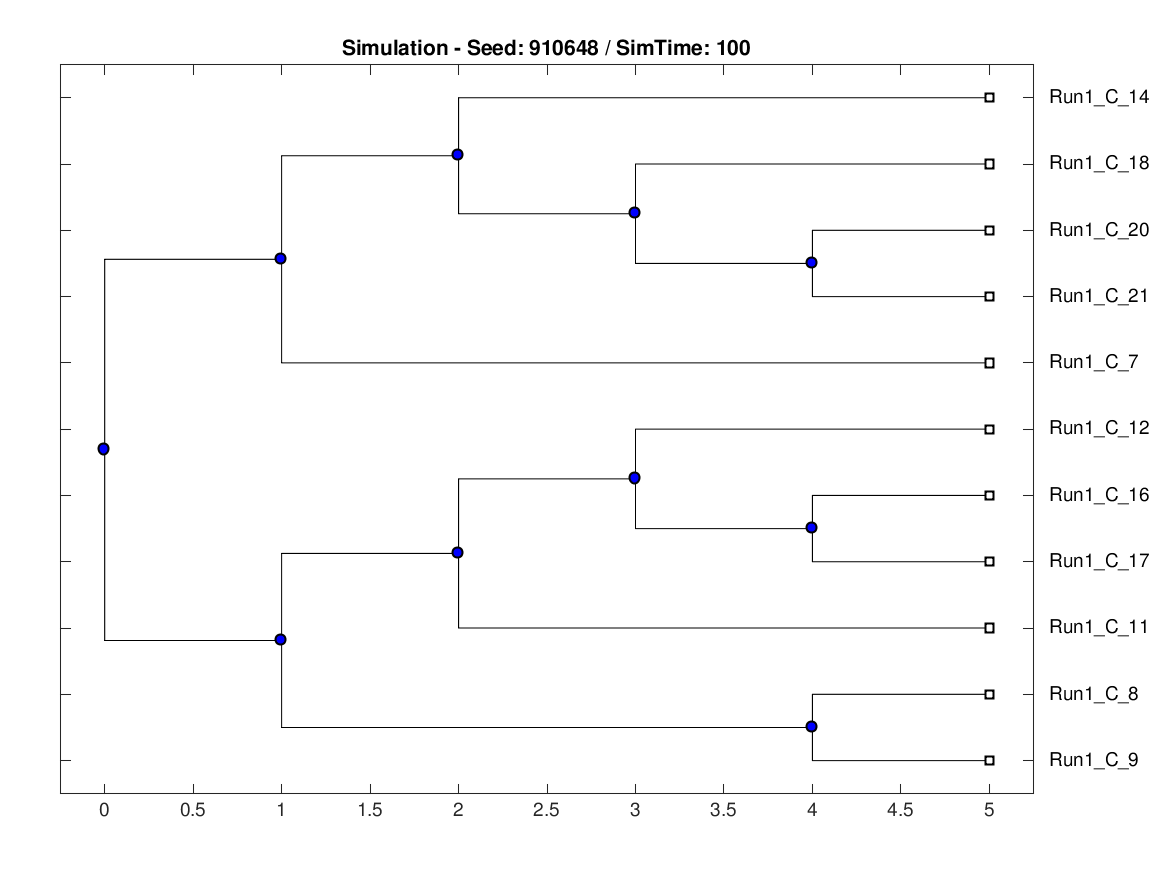 Simulation - Seed: 910648 / SimTime: 100
Run1_C_14
Run1_C_18
Run1_C_20
Run1_C_21
Run1_C_7
Run1_C_12
Run1_C_16
Run1_C_17
Run1_C_11
Run1_C_8
Run1_C_9
0 0.5 1 1.5 2 2.5 3 3.5 4 4.5 5